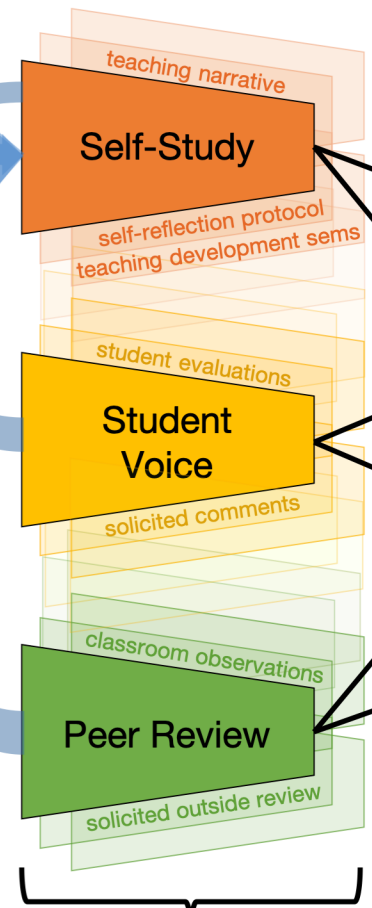 teaching narrative
Self-Study
self-reflection protocol
teaching development sems
student evaluations
Student
Voice
solicited comments
classroom observations
Peer Review
solicited outside review